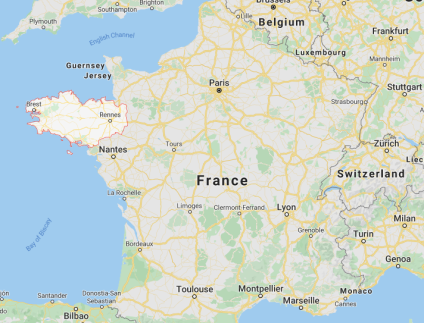 Plymouth
Southampton
Brighton
Brussels
Lille
Belgium
English Channel
Frankfurt
Luxembourg
Mannheim
Guernsey
Jersey
Paris
Stuttgart
Strasbourg
Brest
Rennes
Nantes
Tours
Zürich
Liec
Switzerland
France
La Rochelle
Limoges
Clermont-Ferrand
Lyon
Milan
Bay of Biscay
Grenoble
Turin
Bordeaux
Genoa
Santander
Donostia-San
Sebastian
Bilbao
Toulouse
Montpellier
Marseille
Monaco
Cannes